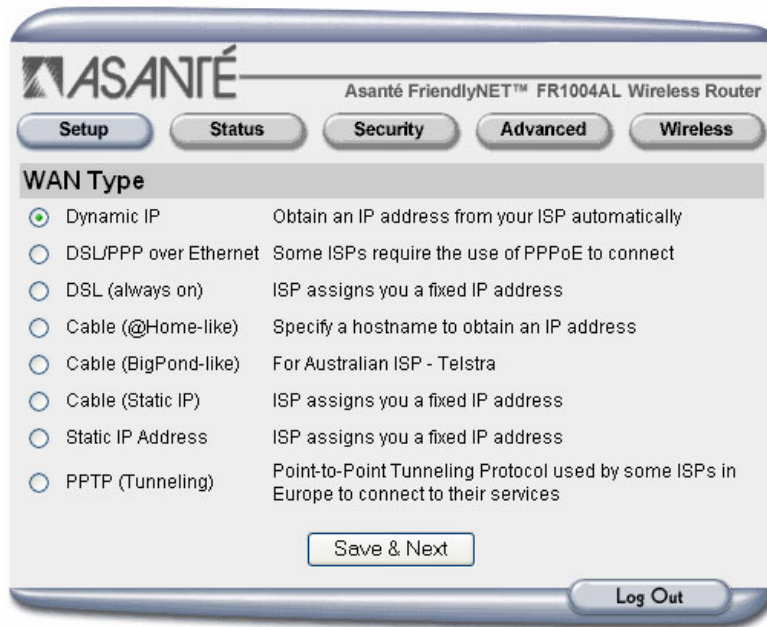 ASANTÉ
Asanté FriendlyNET™ FR1004AL Wireless Router
Setup Status Security Advanced Wireless
WAN Type
Dynamic IP Obtain an IP address from your ISP automatically
DSL/PPP over Ethernet Some ISPs require the use of PPPoE to connect
DSL (always on) ISP assigns you a fixed IP address
Cable (@Home-like) Specify a hostname to obtain an IP address
Cable (BigPond-like) For Australian ISP - Telstra
Cable (Static IP) ISP assigns you a fixed IP address
Static IP Address ISP assigns you a fixed IP address
PPTP (Tunneling) Point-to-Point Tunneling Protocol used by some ISPs in
Europe to connect to their services
Save & Next
Log Out